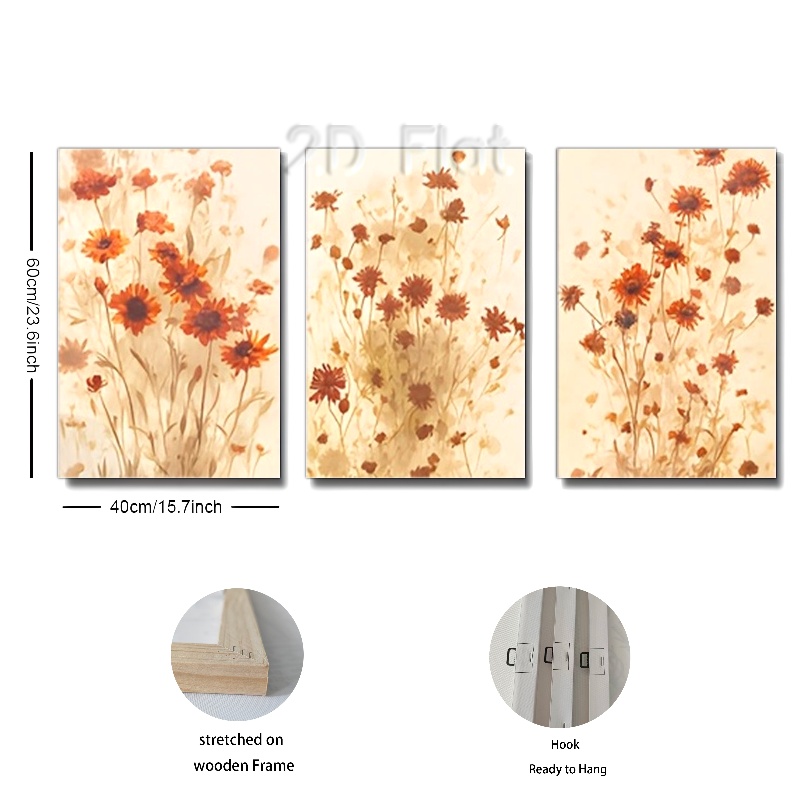 2D Flat
60cm/23.6inch
40cm/15.7inch
stretched on
wooden Frame
Hook
Ready to Hang